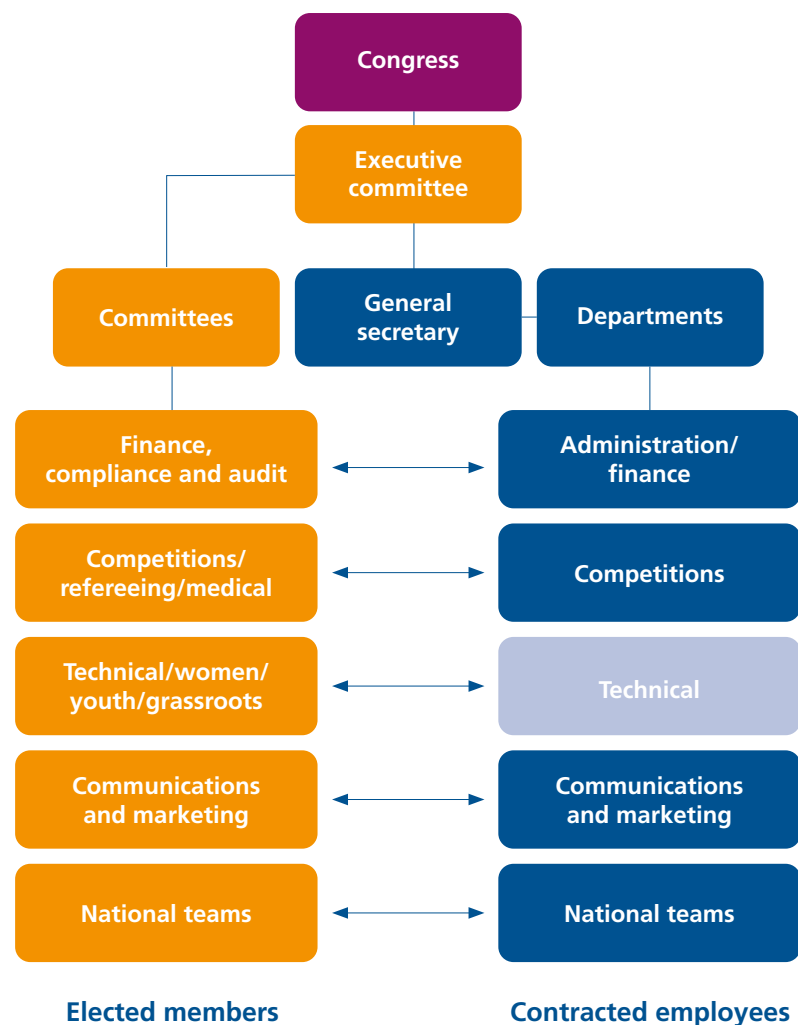 Congress
Executive
committee
Committees
General
secretary
Departments
Finance,
compliance and audit
Administration/
finance
Competitions/
refereeing/medical
Competitions
Technical/women/
youth/grassroots
Technical
Communications
and marketing
Communications
and marketing
National teams
National teams
Elected members
Contracted employees